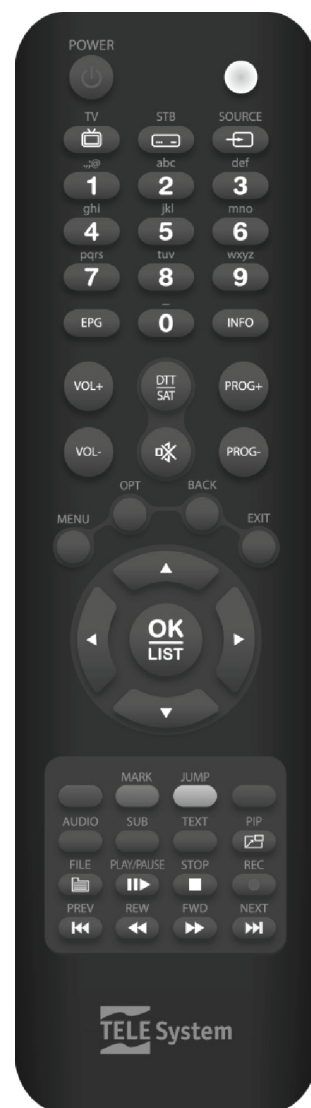 POWER
TV STB SOURCE
.,;@ abc def
1 2 3
ghi jkl mno
4 5 6
pqrs tuv wxyz
7 8 9
_
EPG 0 INFO
VOL+ DTT PROG+
SAT
VOL- PROG-
OPT BACK
MENU EXIT
OK
LIST
MARK JUMP
AUDIO SUB TEXT PIP
FILE PLAY/PAUSE STOP REC
PREV REW FWD NEXT
TELE System